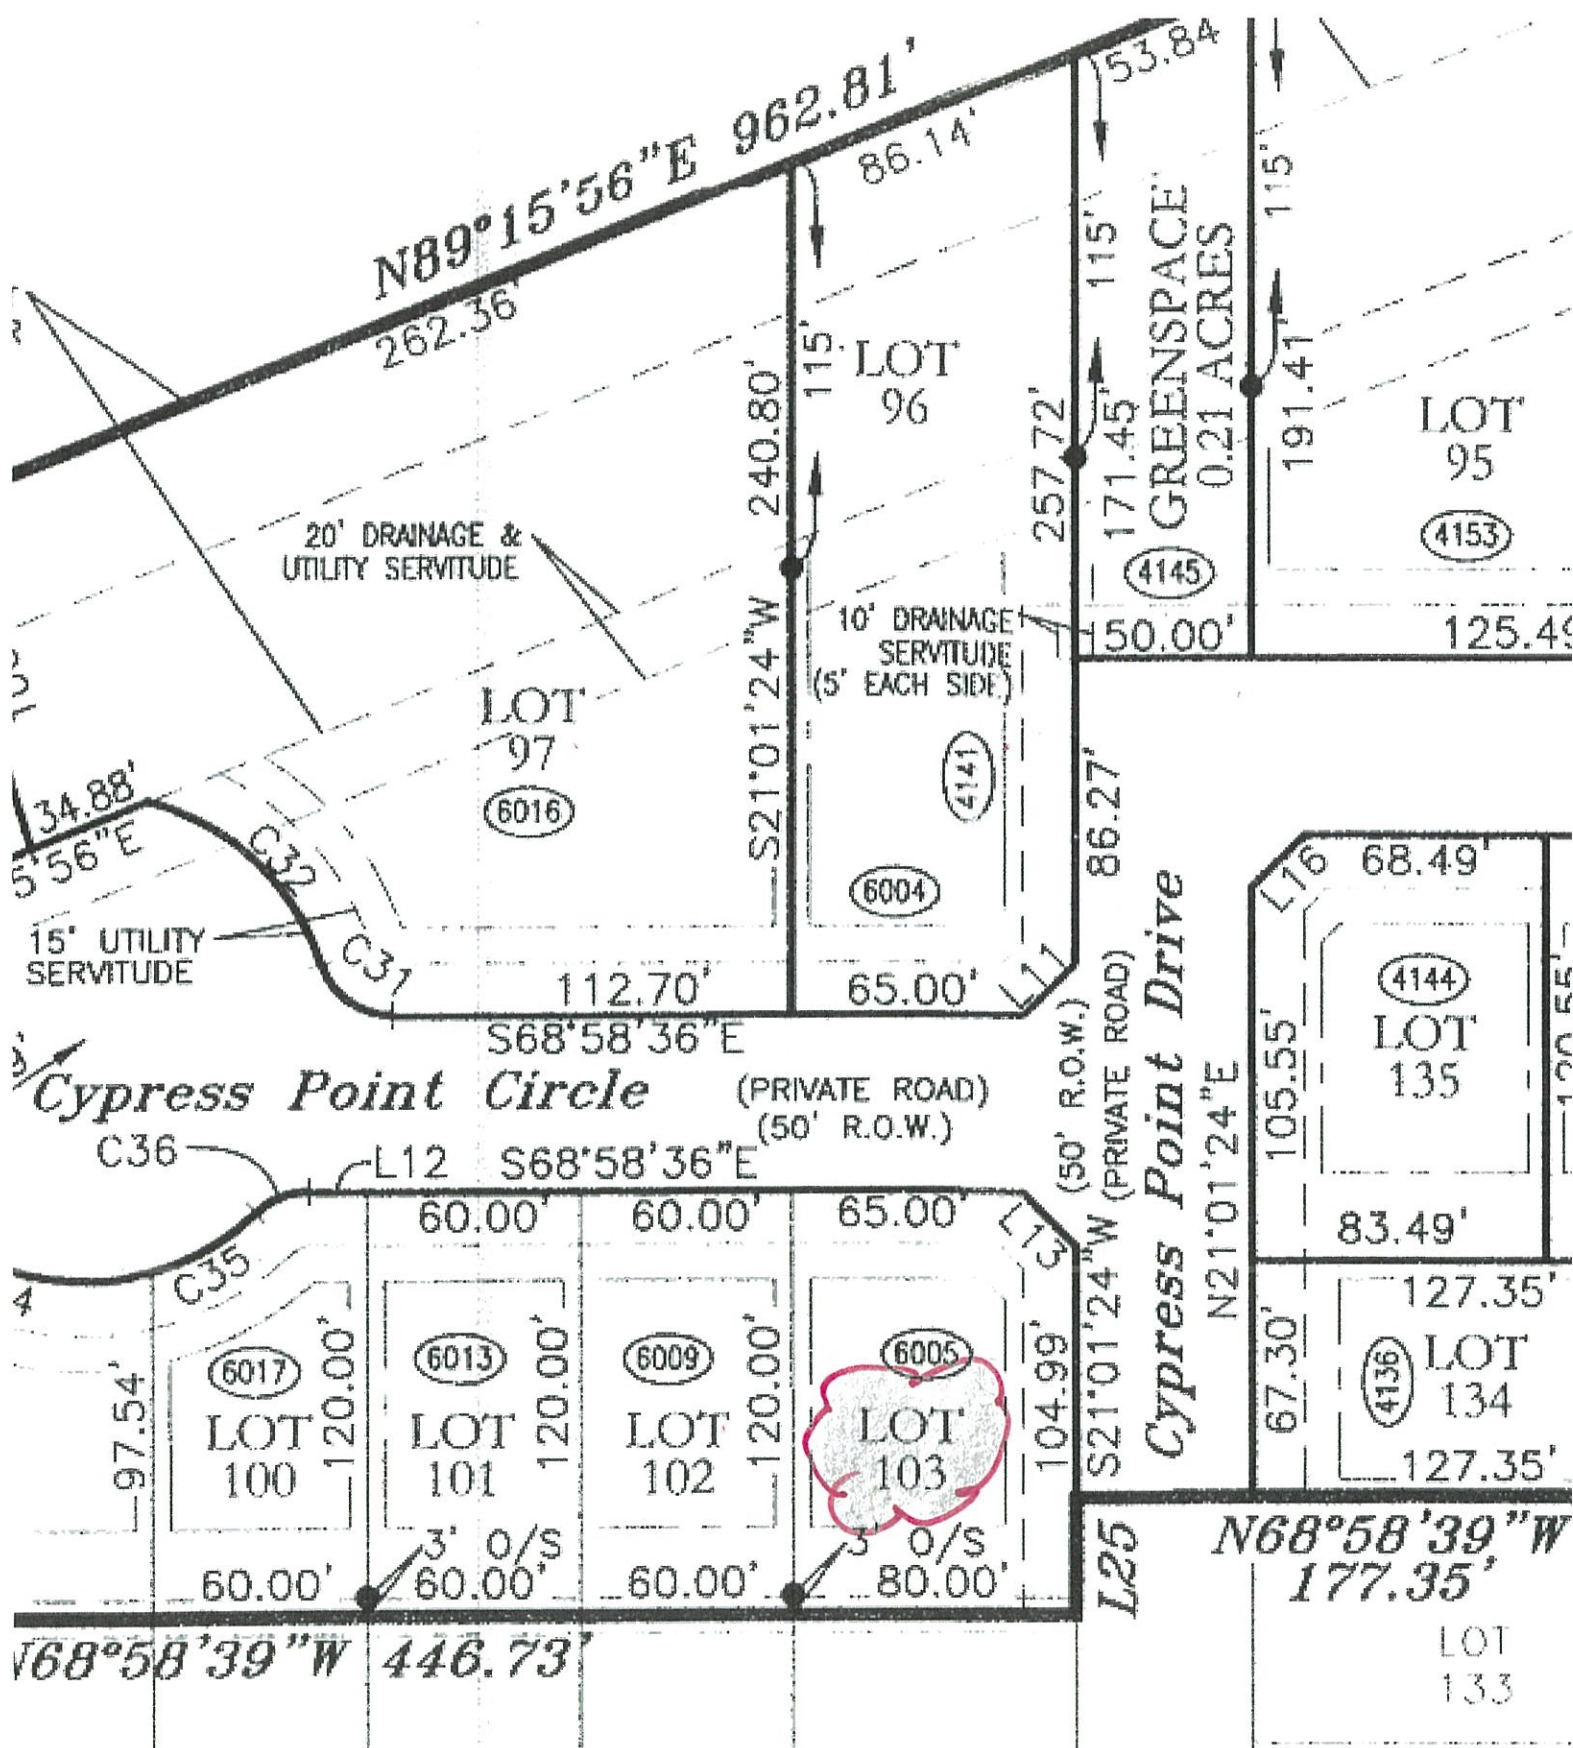 53.84
N89°15'56"E 962.81'
86.14'
262.36'
115'
115'
GREENSPACE
0.21 ACRES
LOT
96
115'
240.80'
257.72'
171.45'
191.41'
LOT
95
4153
4145
20' DRAINAGE &
UTILITY SERVITUDE
10' DRAINAGE
SERVITUDE
(5' EACH SIDE)
50.00'
125.49
S21°01'24"W
LOT
97
6016
4141
86.27'
34.88'
5'56"E
C32
6004
L16
68.49'
15' UTILITY
SERVITUDE
C31
112.70'
65.00'
L11
S68°58'36"E
4144
LOT
135
105.55'
Cypress Point Circle
(PRIVATE ROAD)
(50' R.O.W.)
(50' R.O.W.)
(PRIVATE ROAD)
Cypress Point Drive
S21°01'24"W
N21°01'24"E
C36
L12
S68°58'36"E
60.00'
60.00'
65.00'
L13
83.49'
C35
4
127.35'
6017
LOT
100
97.54'
120.00'
6013
LOT
101
120.00'
6009
LOT
102
120.00'
6005
LOT
103
104.99'
67.30'
4136
LOT
134
127.35'
3' O/S
3' O/S
60.00'
60.00'
60.00'
80.00'
L25
N68°58'39"W
177.35'
N68°58'39"W 446.73'
LOT
133